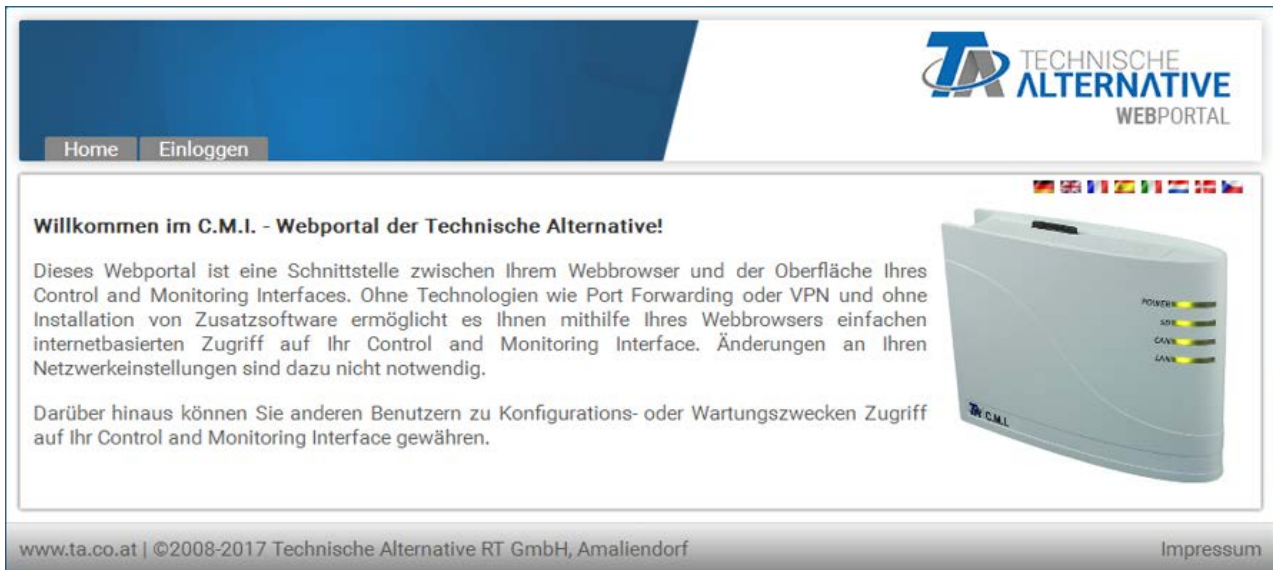 TA TECHNISCHE
ALTERNATIVE
WEBPORTAL
Home Einloggen
Willkommen im C.M.I. - Webportal der Technische Alternative!
Dieses Webportal ist eine Schnittstelle zwischen Ihrem Webbrowser und der Oberfläche Ihres
Control and Monitoring Interfaces. Ohne Technologien wie Port Forwarding oder VPN und ohne
Installation von Zusatzsoftware ermöglicht es Ihnen mithilfe Ihres Webbrowsers einfachen
internetbasierten Zugriff auf Ihr Control and Monitoring Interface. Änderungen an Ihren
Netzwerkeinstellungen sind dazu nicht notwendig.
Darüber hinaus können Sie anderen Benutzern zu Konfigurations- oder Wartungszwecken Zugriff
auf Ihr Control and Monitoring Interface gewähren.
POWER
SD
CAN
LAN
TA C.M.I.
www.ta.co.at | ©2008-2017 Technische Alternative RT GmbH, Amaliendorf
Impressum